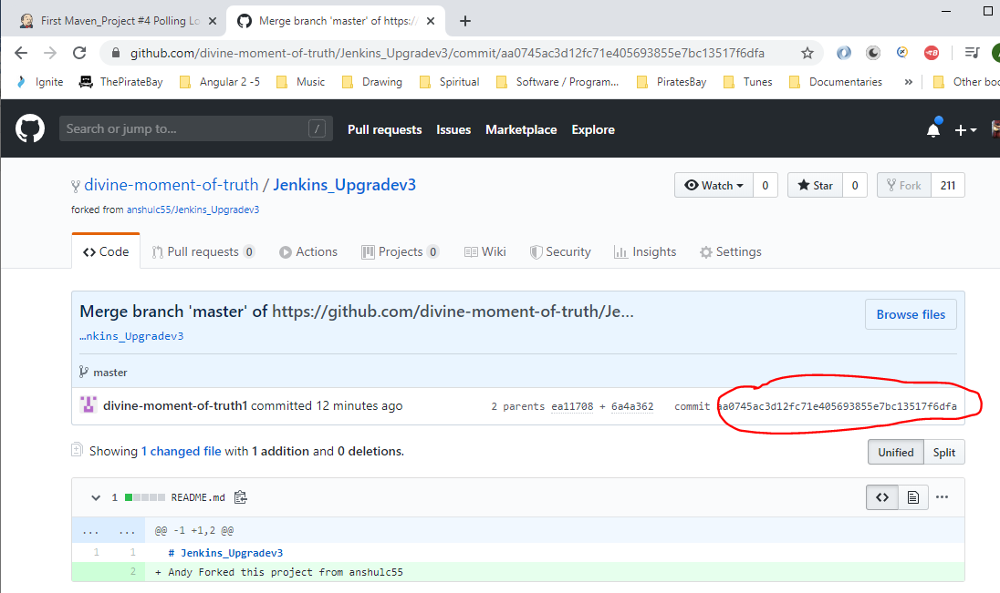 First Maven_Project #4 Polling Lo
Merge branch 'master' of https:/
github.com/divine-moment-of-truth/Jenkins_Upgradev3/commit/aa0745ac3d12fc71e405693855e7bc13517f6dfa
Ignite ThePirateBay Angular 2 -5 Music Drawing Spiritual Software / Program... PiratesBay Tunes Documentaries » Other boo
Search or jump to... / Pull requests Issues Marketplace Explore
divine-moment-of-truth / Jenkins_Upgradev3 Watch 0 Star 0 Fork 211
forked from anshulc55/Jenkins_Upgradev3
Code Pull requests 0 Actions Projects 0 Wiki Security Insights Settings
Merge branch 'master' of https://github.com/divine-moment-of-truth/Je... Browse files
…nkins_Upgradev3
master
divine-moment-of-truth1 committed 12 minutes ago 2 parents ea11708 + 6a4a362 commit aa0745ac3d12fc71e405693855e7bc13517f6dfa
Showing 1 changed file with 1 addition and 0 deletions. Unified Split
1 README.md
... ... @@ -1 +1,2 @@
1 1 # Jenkins_Upgradev3
2 + Andy Forked this project from anshulc55